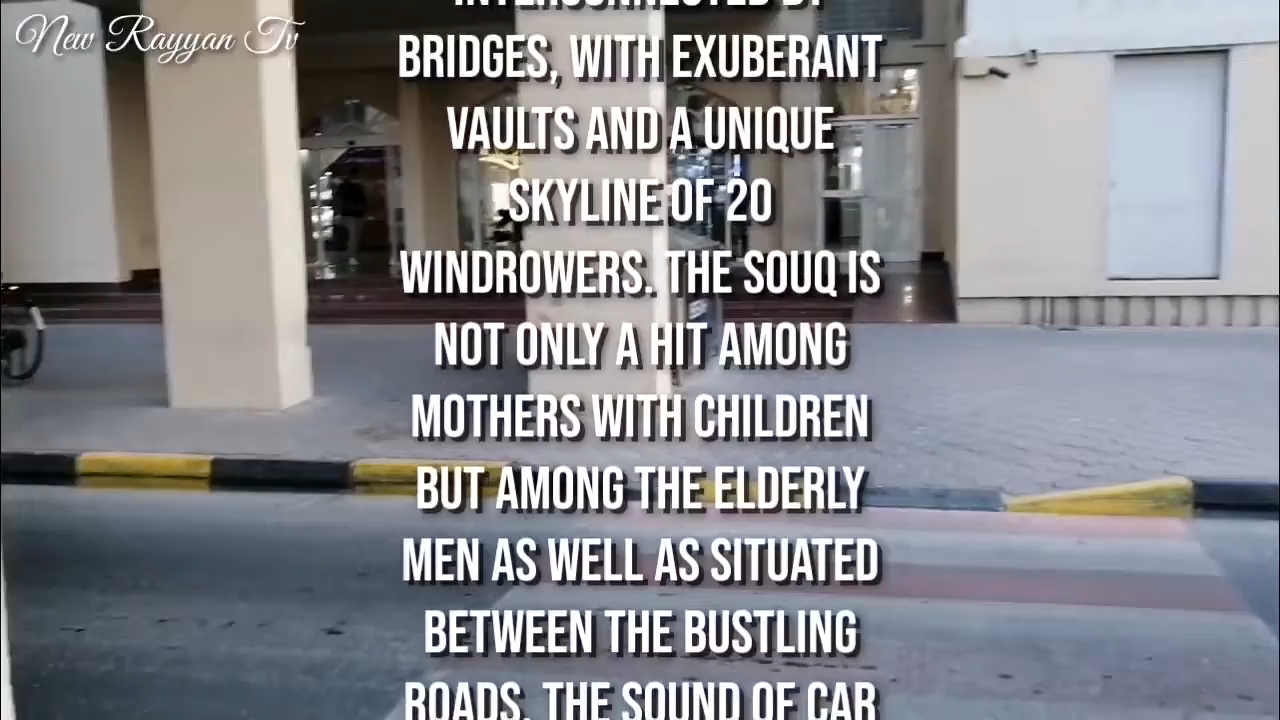 New Rayyan Tv
INTERCONNECTED BY
BRIDGES, WITH EXUBERANT
VAULTS AND A UNIQUE
SKYLINE OF 20
WINDROWERS. THE SOUQ IS
NOT ONLY A HIT AMONG
MOTHERS WITH CHILDREN
BUT AMONG THE ELDERLY
MEN AS WELL AS SITUATED
BETWEEN THE BUSTLING
ROADS. THE SOUND OF CAR